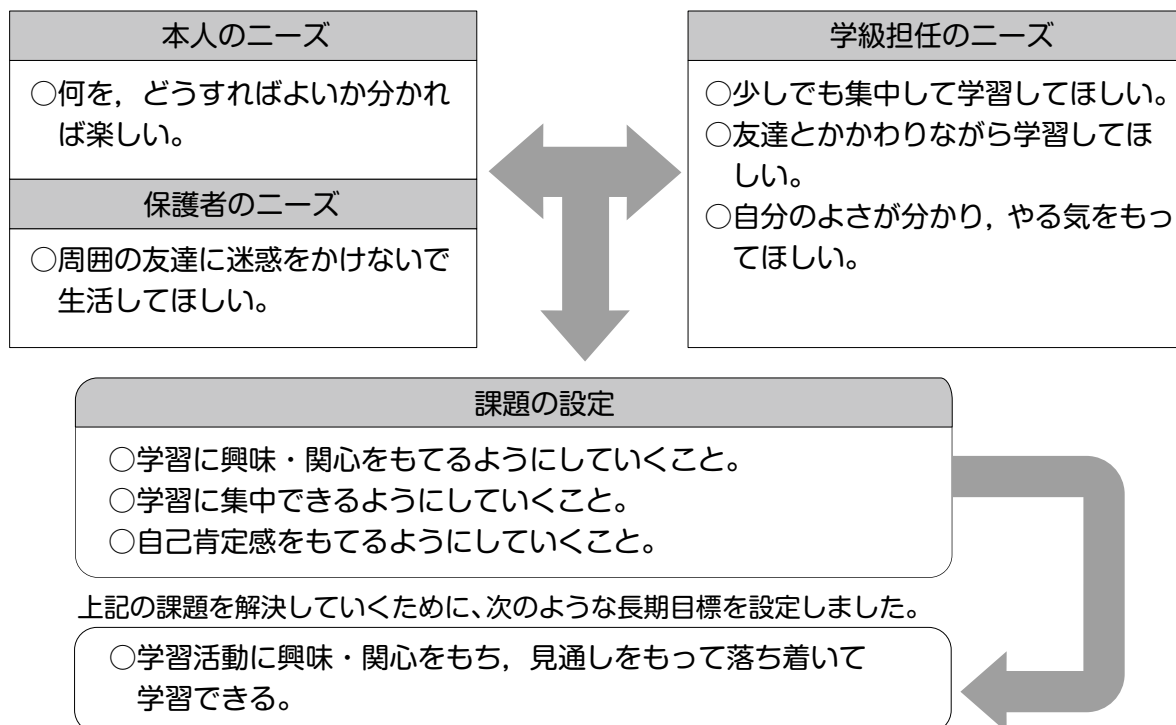 本人のニーズ
○何を，どうすればよいか分かれ
ば楽しい。
保護者のニーズ
○周囲の友達に迷惑をかけないで
生活してほしい。
学級担任のニーズ
○少しでも集中して学習してほしい。
○友達とかかわりながら学習してほ
しい。
○自分のよさが分かり，やる気をもっ
てほしい。
課題の設定
○学習に興味・関心をもてるようにしていくこと。
○学習に集中できるようにしていくこと。
○自己肯定感をもてるようにしていくこと。
上記の課題を解決していくために、次のような長期目標を設定しました。
○学習活動に興味・関心をもち，見通しをもって落ち着いて
学習できる。